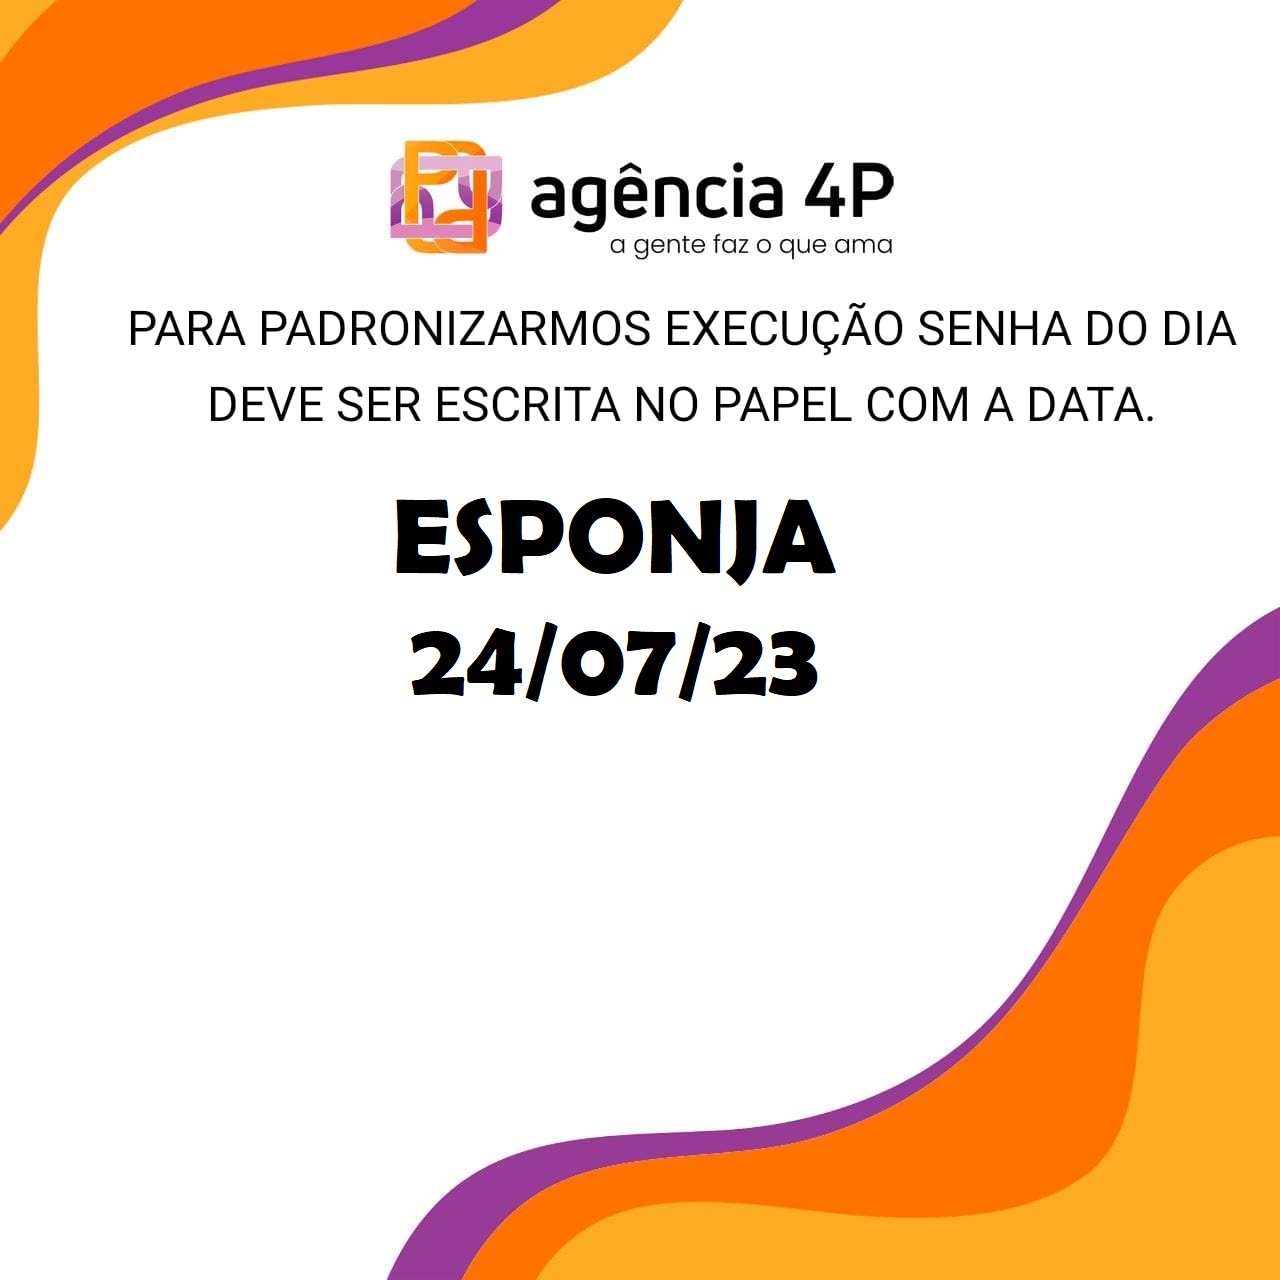 agência 4P
a gente faz o que ama
PARA PADRONIZARMOS EXECUÇÃO SENHA DO DIA
DEVE SER ESCRITA NO PAPEL COM A DATA.
ESPONJA
24/07/23